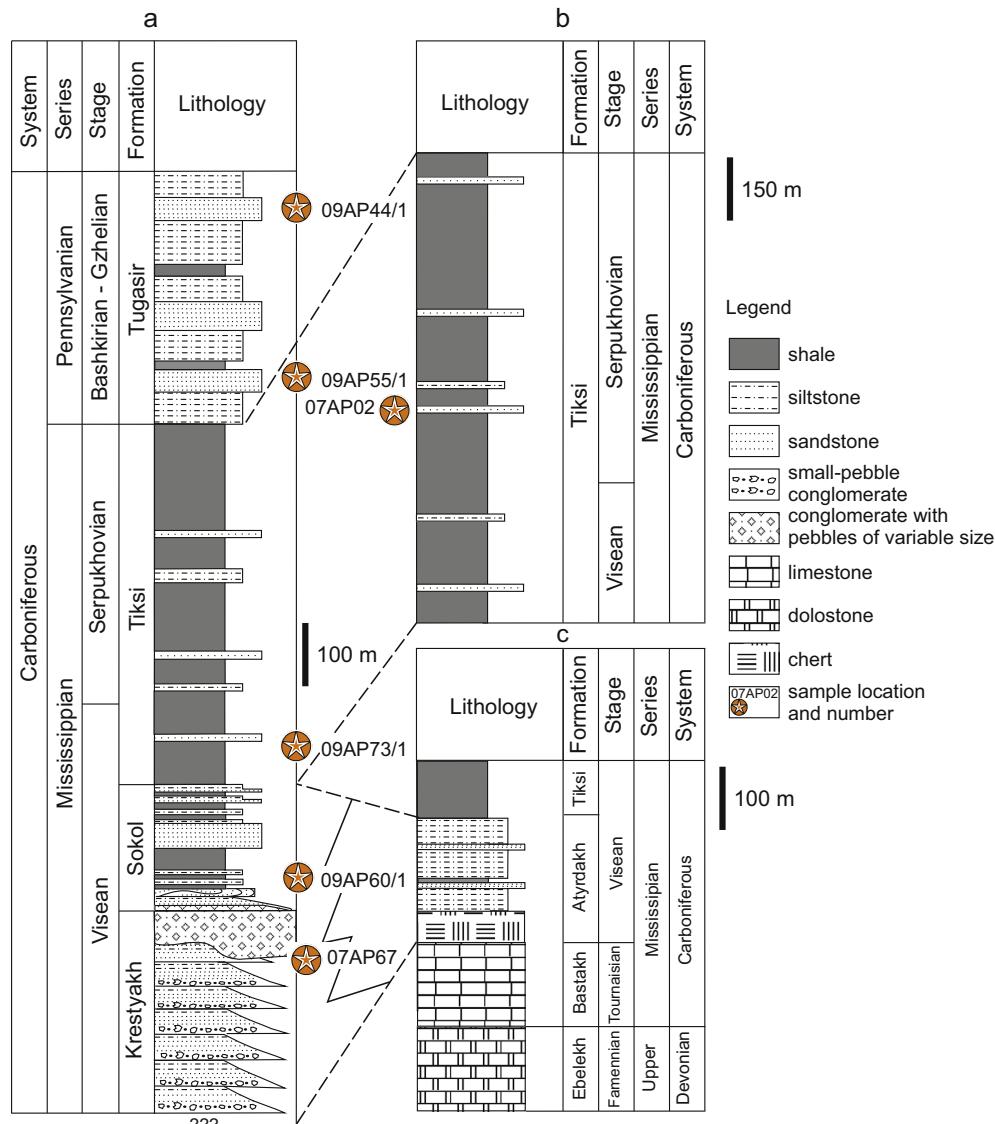 a
System
Series
Stage
Formation
Lithology
Carboniferous
Pennsylvanian
Mississippian
Bashkirian - Gzhelian
Serpukhovian
Visean
Tugasir
Tiksi
Sokol
Krestyakh
09AP44/1
09AP55/1
07AP02
100 m
09AP73/1
09AP60/1
07AP67
???
b
Lithology
Formation
Stage
Series
System
Tiksi
Serpukhovian
Visean
Mississippian
Carboniferous
150 m
c
Lithology
Formation
Stage
Series
System
Tiksi
Atyrdakh
Bastakh
Ebelekh
Visean
Tournaisian
Famennian
Mississipian
Upper
Carboniferous
Devonian
100 m
Legend
shale
siltstone
sandstone
small-pebble
conglomerate
conglomerate with
pebbles of variable size
limestone
dolostone
chert
07AP02
sample location
and number